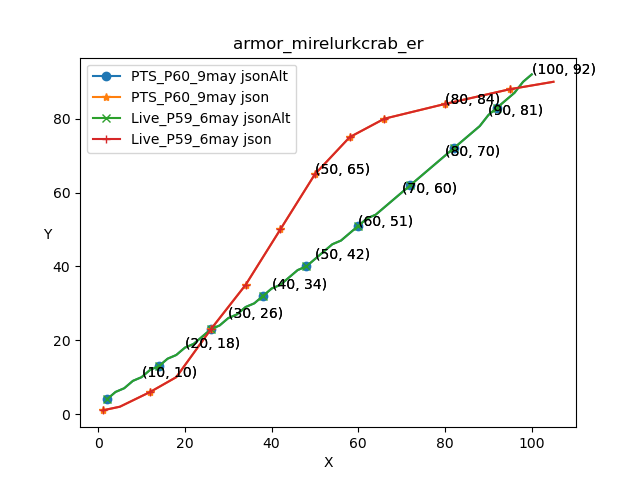 armor_mirelurkcrab_er
PTS_P60_9may jsonAlt
PTS_P60_9may json
Live_P59_6may jsonAlt
Live_P59_6may json
(100, 92)
(80, 84)
(90, 81)
(80, 70)
(50, 65)
(70, 60)
(60, 51)
(50, 42)
(40, 34)
(30, 26)
(20, 18)
(10, 10)
Y
80
60
40
20
0
0 20 40 60 80 100
X